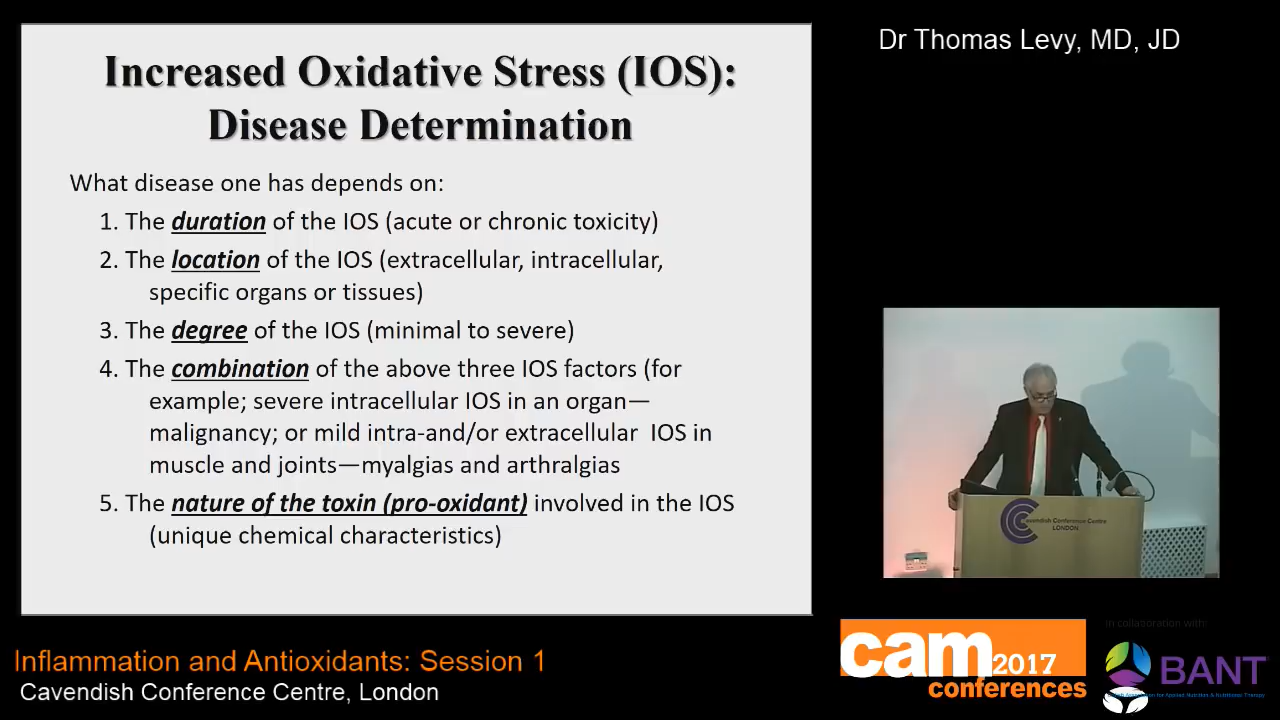 Dr Thomas Levy, MD, JD
Increased Oxidative Stress (IOS):
Disease Determination
What disease one has depends on:
1. The duration of the IOS (acute or chronic toxicity)
2. The location of the IOS (extracellular, intracellular,
specific organs or tissues)
3. The degree of the IOS (minimal to severe)
4. The combination of the above three IOS factors (for
example; severe intracellular IOS in an organ—
malignancy; or mild intra-and/or extracellular IOS in
muscle and joints—myalgias and arthralgias
5. The nature of the toxin (pro-oxidant) involved in the IOS
(unique chemical characteristics)
Cavendish Conference Centre
LONDON
Inflammation and Antioxidants: Session 1
Cavendish Conference Centre, London
cam 2017
conferences
in collaboration with:
BANT
Association for Applied Nutrition & Nutritional Therapy